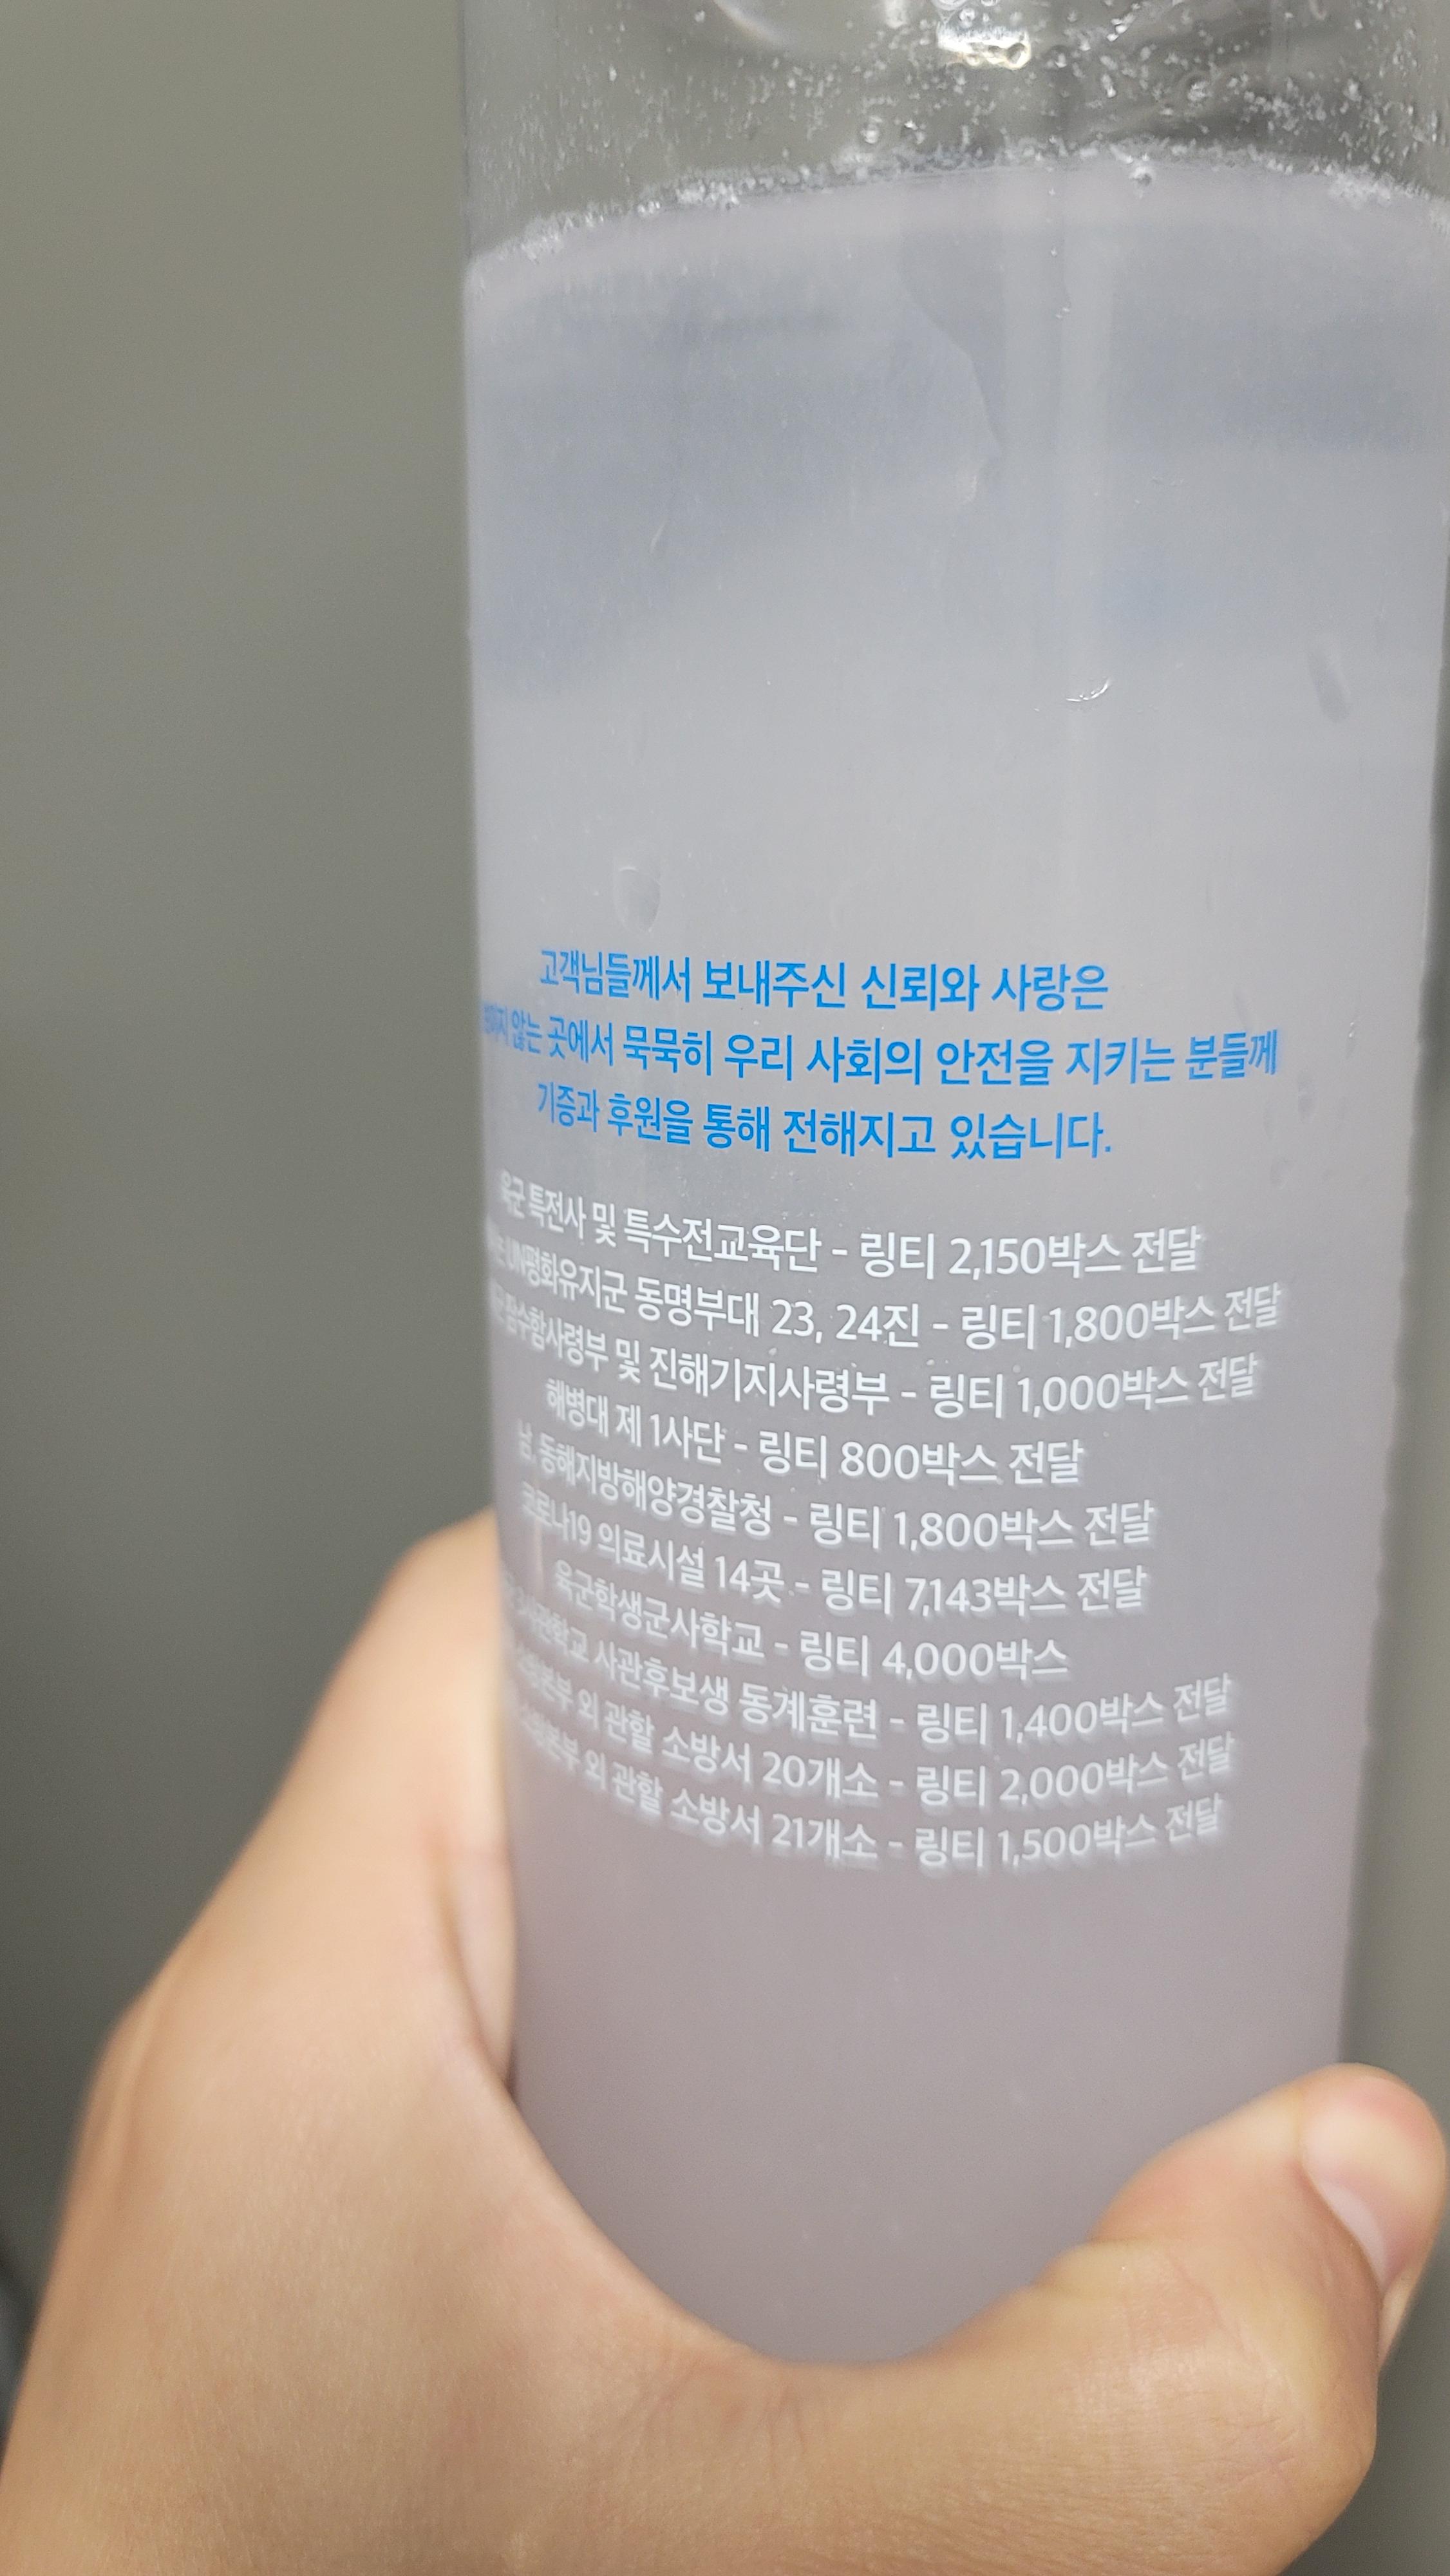 고객님들께서 보내주신 신뢰와 사랑은
않는 곳에서 묵묵히 우리 사회의 안전을 지키는 분들께
기증과 후원을 통해 전해지고 있습니다.
육군 특전사 및 특수전교육단 - 링티 2,150박스 전달
UN평화유지군 동명부대 23, 24진 - 링티 1,800박스 전달
잠수함사령부 및 진해기지사령부 - 링티 1,000박스 전달
해병대 제 1사단 - 링티 800박스 전달
남, 동해지방해양경찰청 - 링티 1,800박스 전달
코로나19 의료시설 14곳 - 링티 7,143박스 전달
육군학생군사학교 - 링티 4,000박스
사관후보생 동계훈련 - 링티 1,400박스 전달
외 관할 소방서 20개소 - 링티 2,000박스 전달
외 관할 소방서 21개소 - 링티 1,500박스 전달